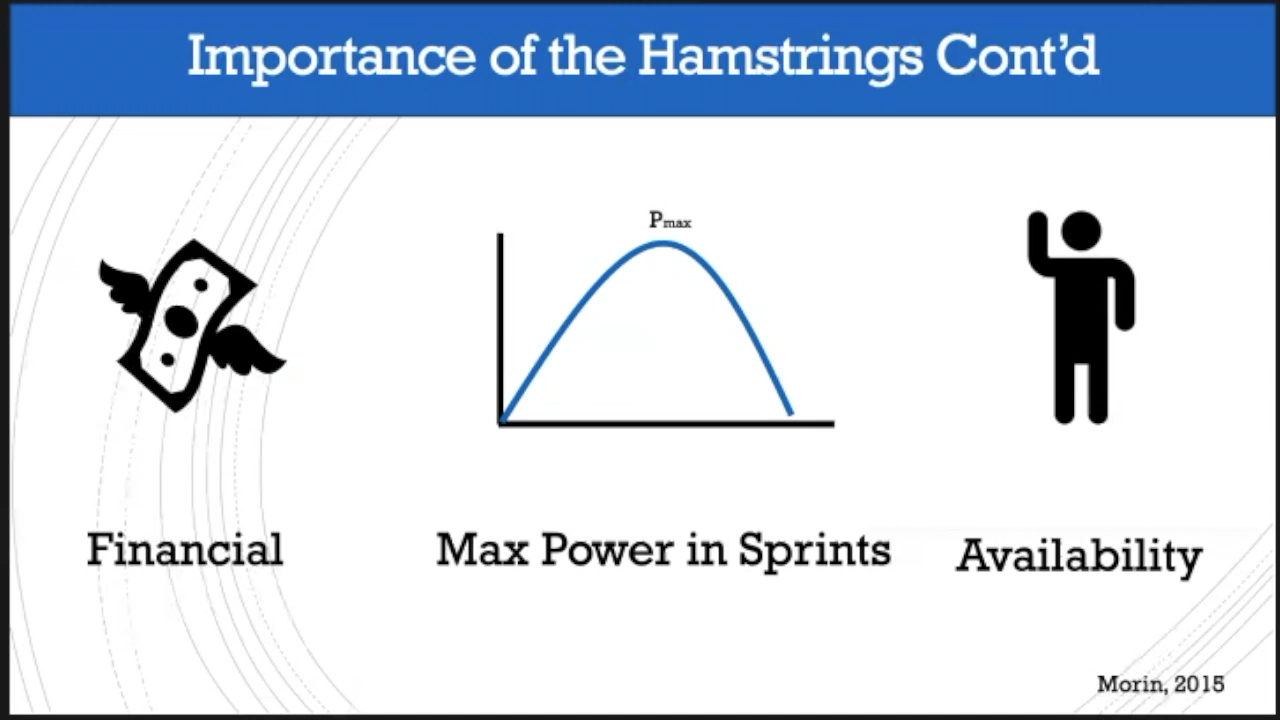 Importance of the Hamstrings Cont’d
Pmax
Financial
Max Power in Sprints
Availability
Morin, 2015